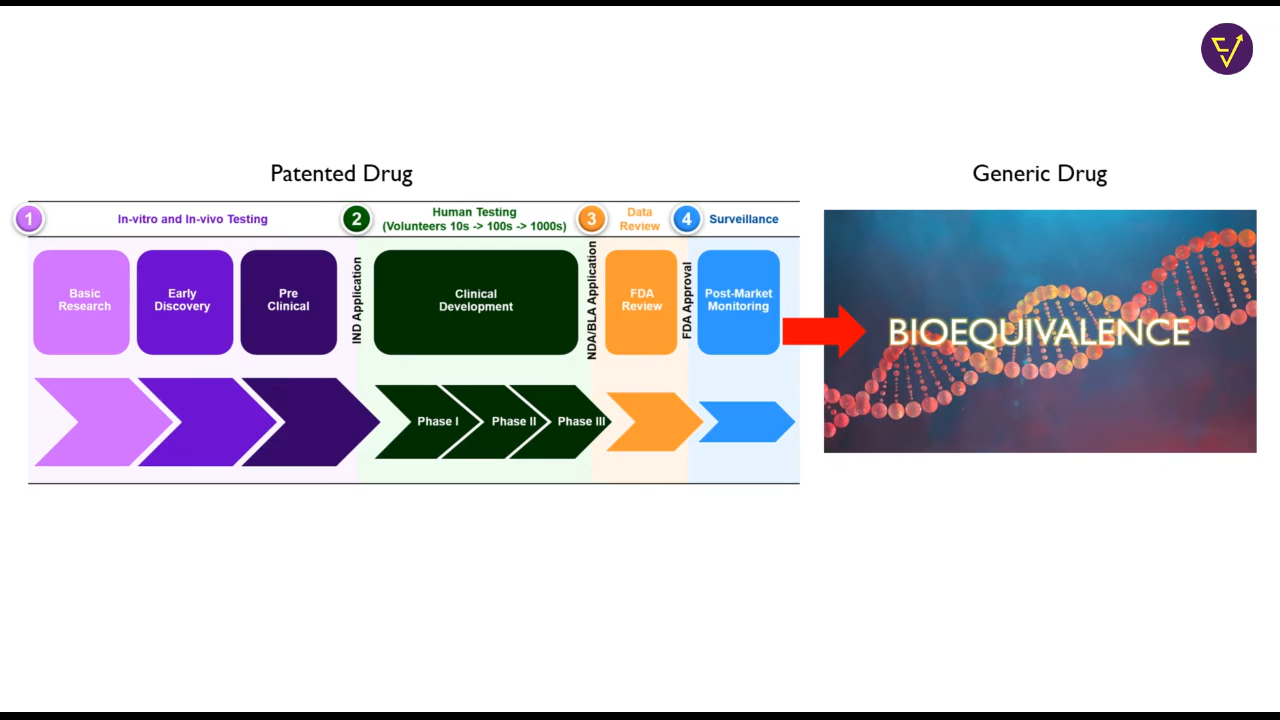 Patented Drug
Generic Drug
1
In-vitro and In-vivo Testing
2
Human Testing
(Volunteers 10s -> 100s -> 1000s)
3
Data
Review
4
Surveillance
Basic
Research
Early
Discovery
Pre
Clinical
IND Application
Clinical
Development
NDA/BLA Application
FDA
Review
FDA Approval
Post-Market
Monitoring
BIOEQUIVALENCE
Phase I
Phase II
Phase III